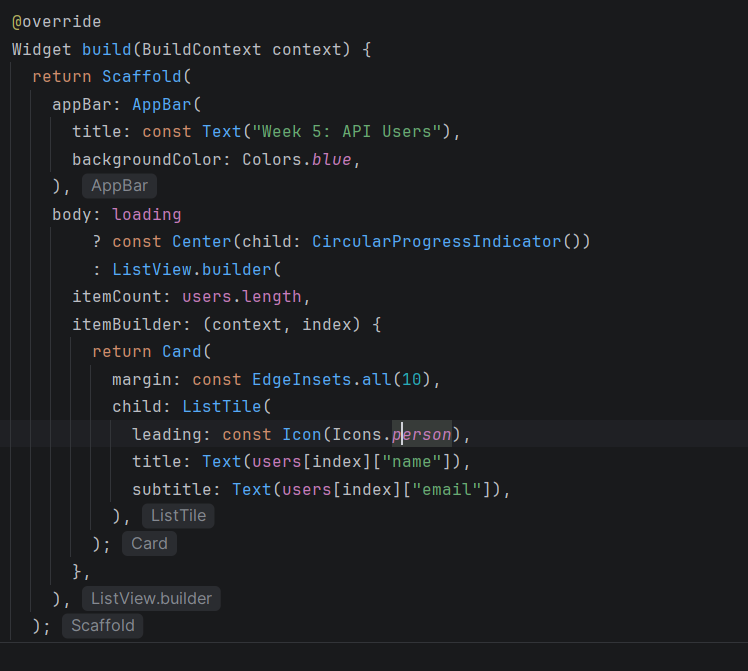 @override
Widget build(BuildContext context) {
  return Scaffold(
    appBar: AppBar(
      title: const Text("Week 5: API Users"),
      backgroundColor: Colors.blue,
    ), AppBar
    body: loading
        ? const Center(child: CircularProgressIndicator())
        : ListView.builder(
      itemCount: users.length,
      itemBuilder: (context, index) {
        return Card(
          margin: const EdgeInsets.all(10),
          child: ListTile(
            leading: const Icon(Icons.person),
            title: Text(users[index]["name"]),
            subtitle: Text(users[index]["email"]),
          ), ListTile
        ); Card
      },
    ), ListView.builder
  ); Scaffold